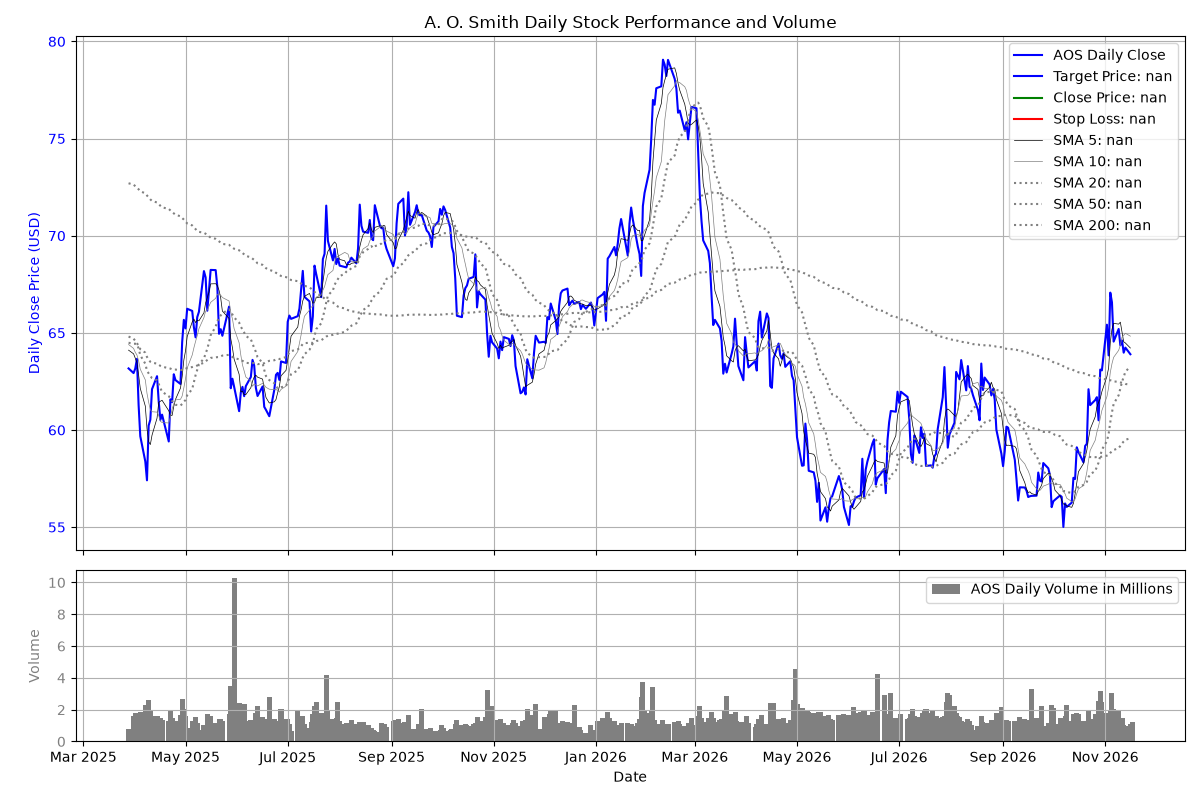 A. O. Smith Daily Stock Performance and Volume
80
75
70
65
60
55
Daily Close Price (USD)
AOS Daily Close
Target Price: nan
Close Price: nan
Stop Loss: nan
SMA 5: nan
SMA 10: nan
SMA 20: nan
SMA 50: nan
SMA 200: nan
10
8
6
4
2
0
Volume
AOS Daily Volume in Millions
Mar 2025 May 2025 Jul 2025 Sep 2025 Nov 2025 Jan 2026 Mar 2026 May 2026 Jul 2026 Sep 2026 Nov 2026
Date